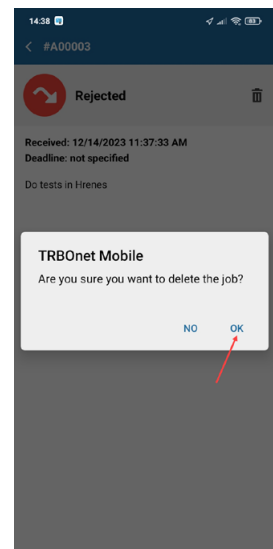 14:38
#A00003
Rejected
Received: 12/14/2023 11:37:33 AM
Deadline: not specified
Do tests in Hrenes
TRBOnet Mobile
Are you sure you want to delete the job?
NO OK